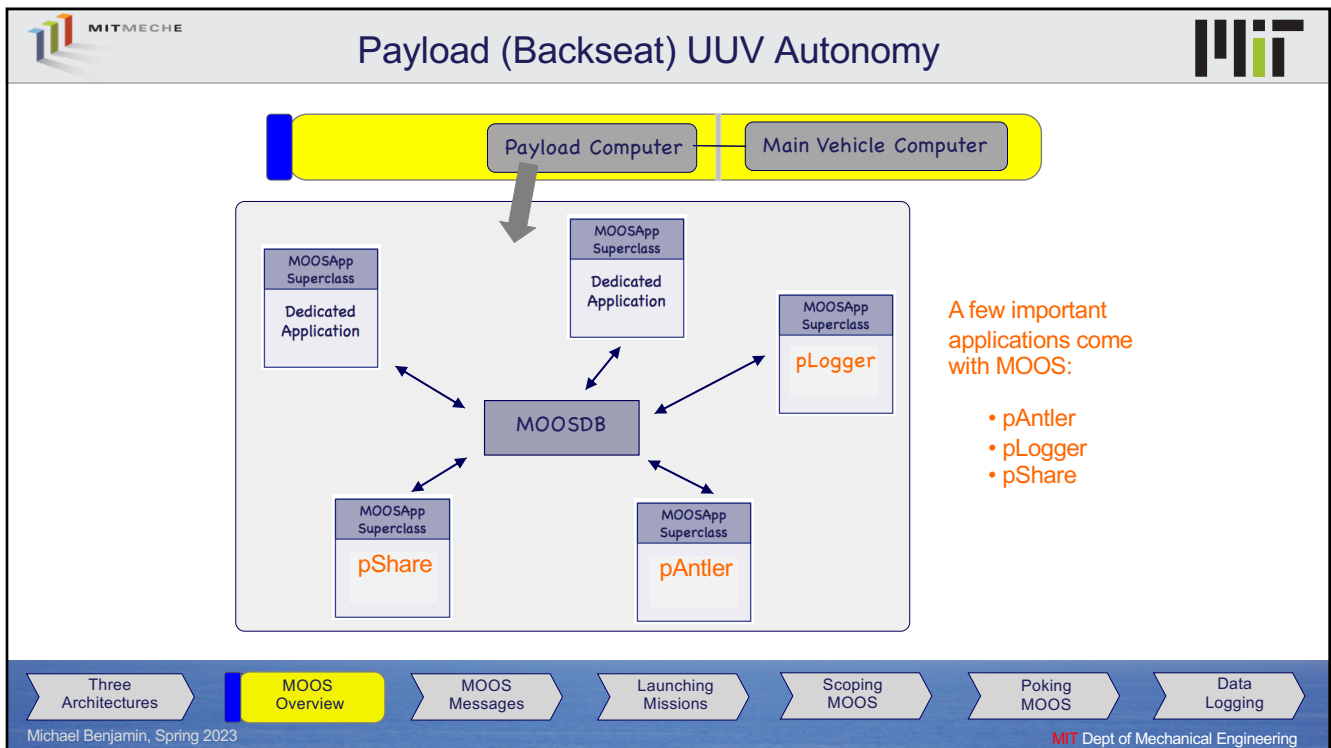 MITMECHE
Payload (Backseat) UUV Autonomy
MIT
Payload Computer
Main Vehicle Computer
MOOSApp
Superclass
Dedicated
Application
MOOSApp
Superclass
Dedicated
Application
MOOSApp
Superclass
pLogger
MOOSDB
MOOSApp
Superclass
pShare
MOOSApp
Superclass
pAntler
A few important
applications come
with MOOS:
• pAntler
• pLogger
• pShare
Three
Architectures
MOOS
Overview
MOOS
Messages
Launching
Missions
Scoping
MOOS
Poking
MOOS
Data
Logging
Michael Benjamin, Spring 2023
MIT Dept of Mechanical Engineering